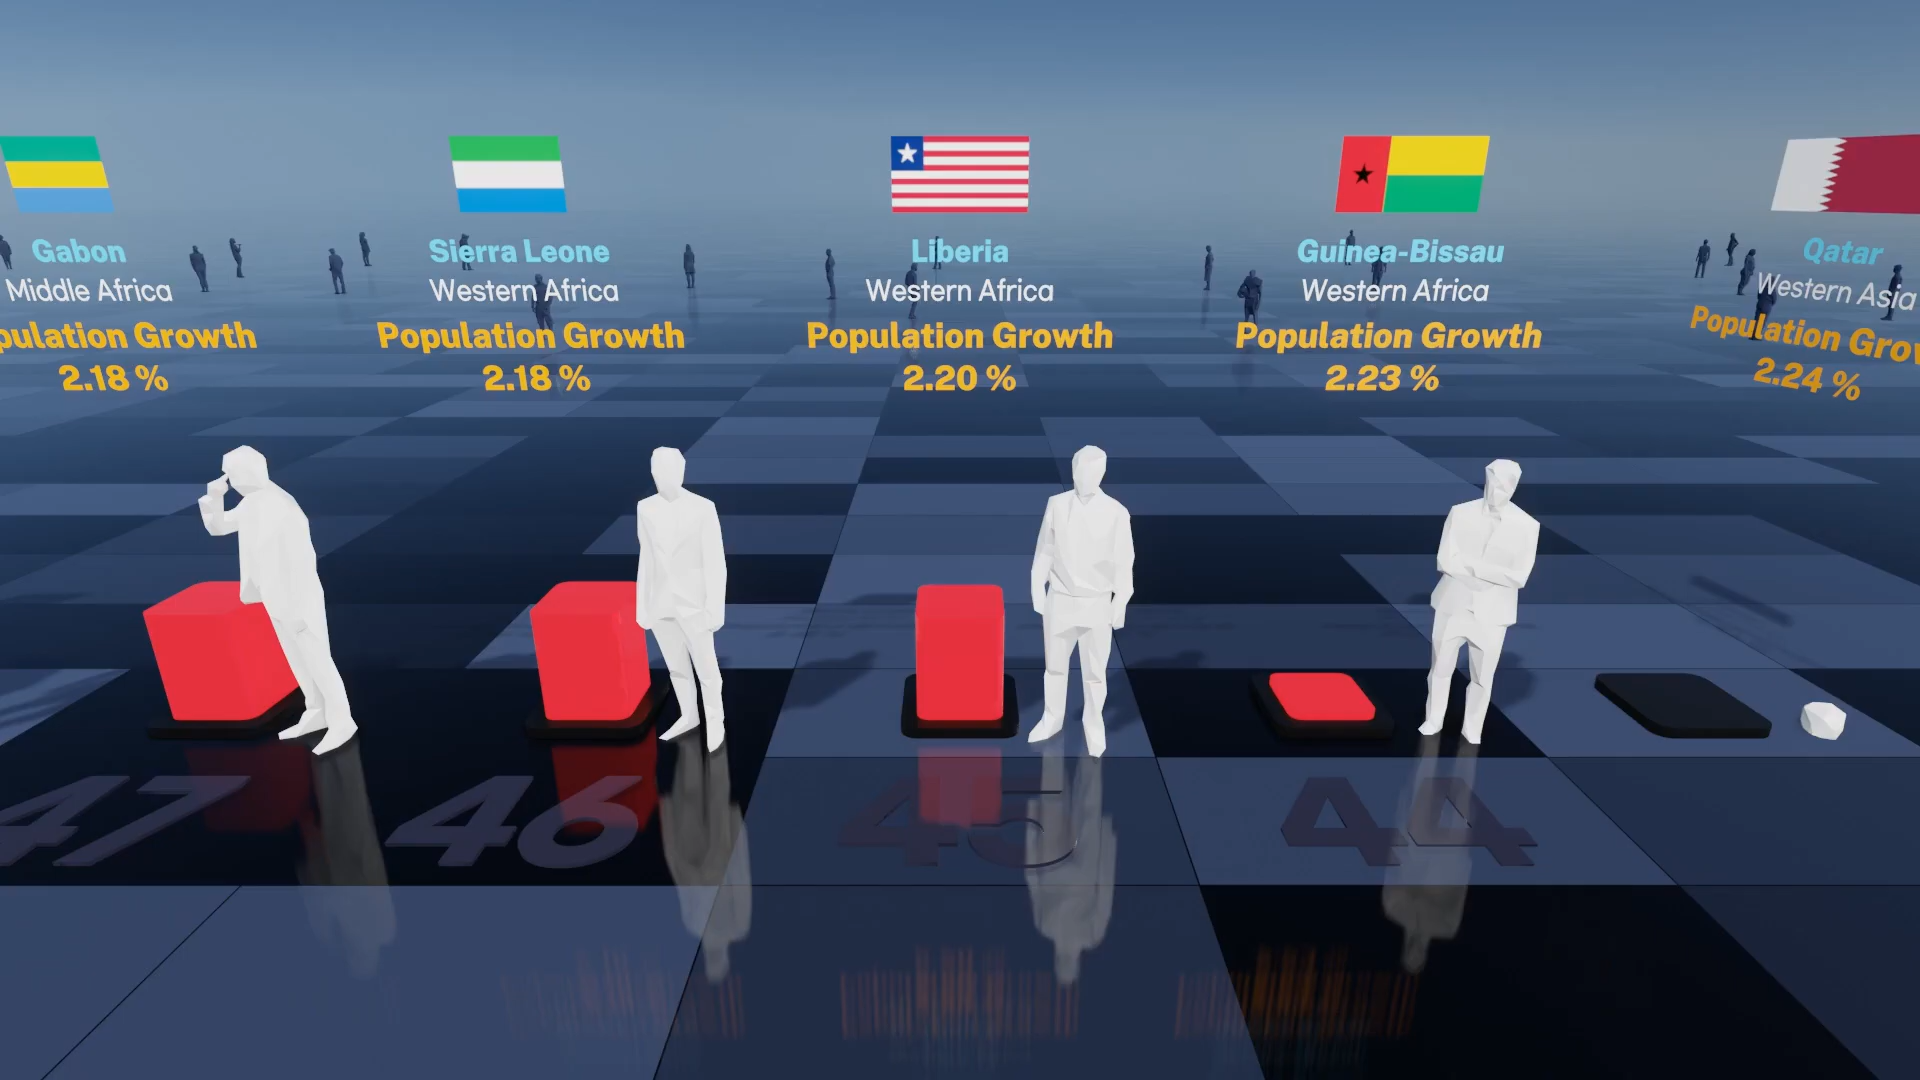 Gabon
Middle Africa
pulation Growth
2.18 %
Sierra Leone
Western Africa
Population Growth
2.18 %
Liberia
Western Africa
Population Growth
2.20 %
Guinea-Bissau
Western Africa
Population Growth
2.23 %
Qatar
Western Asia
Population Grow
2.24 %
47
46
45
44